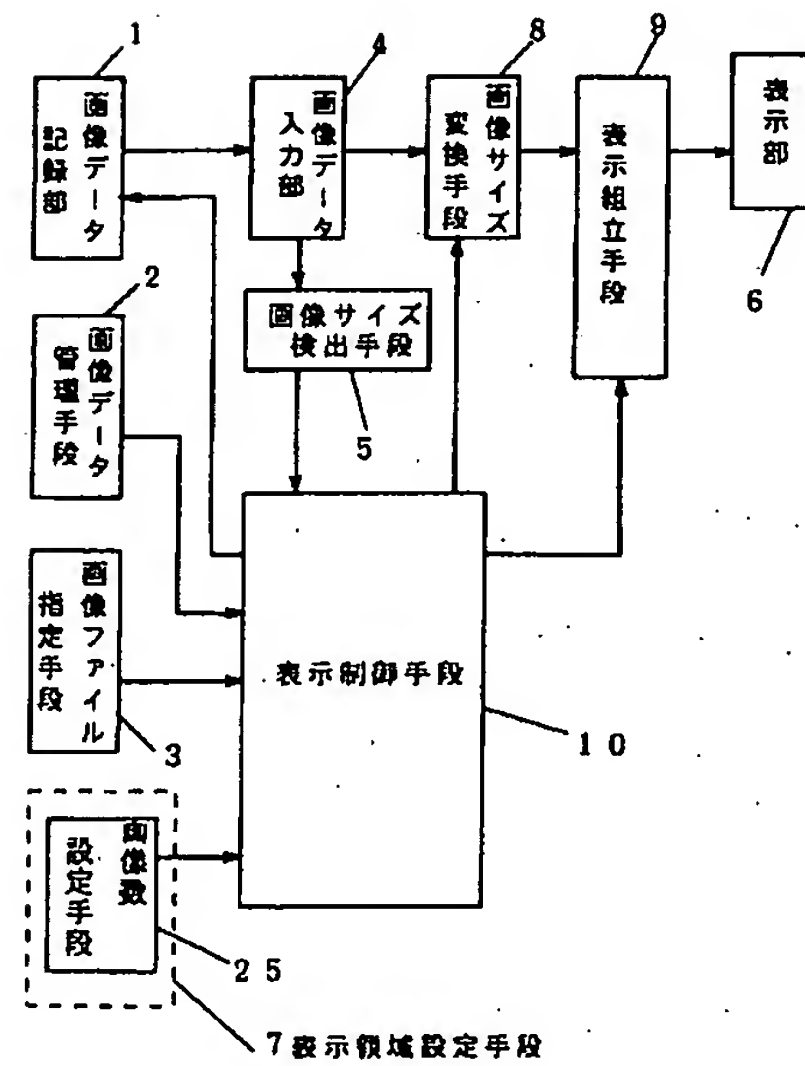 1
画像データ
記録部
4
画像データ
入力部
8
画像サイズ
変換手段
9
表示組立手段
表示部
6
2
画像データ
管理手段
画像サイズ
検出手段
5
画像ファイル
指定手段
3
表示制御手段
10
画像数
設定手段
25
7表示領域設定手段